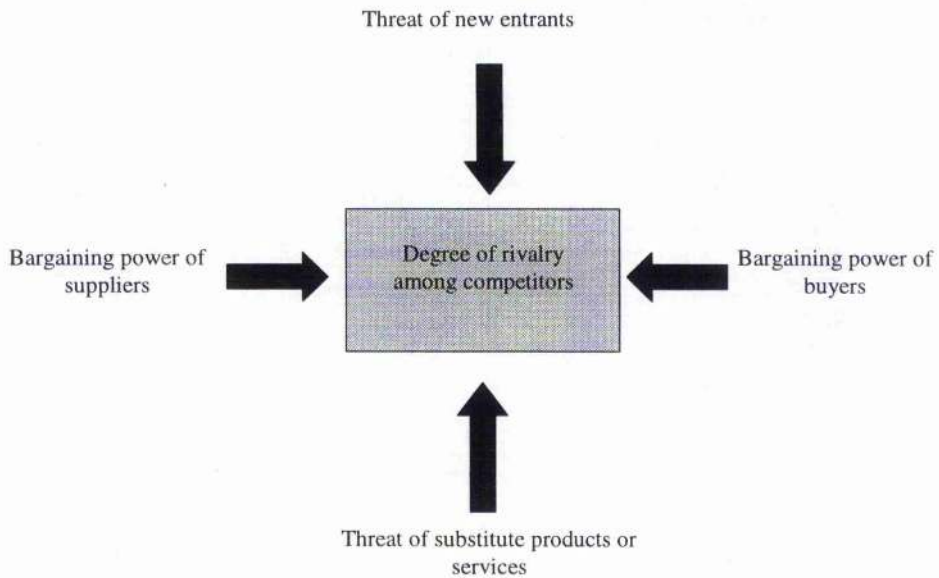 Threat of new entrants
Bargaining power of
suppliers
Degree of rivalry
among competitors
Bargaining power of
buyers
Threat of substitute products or
services